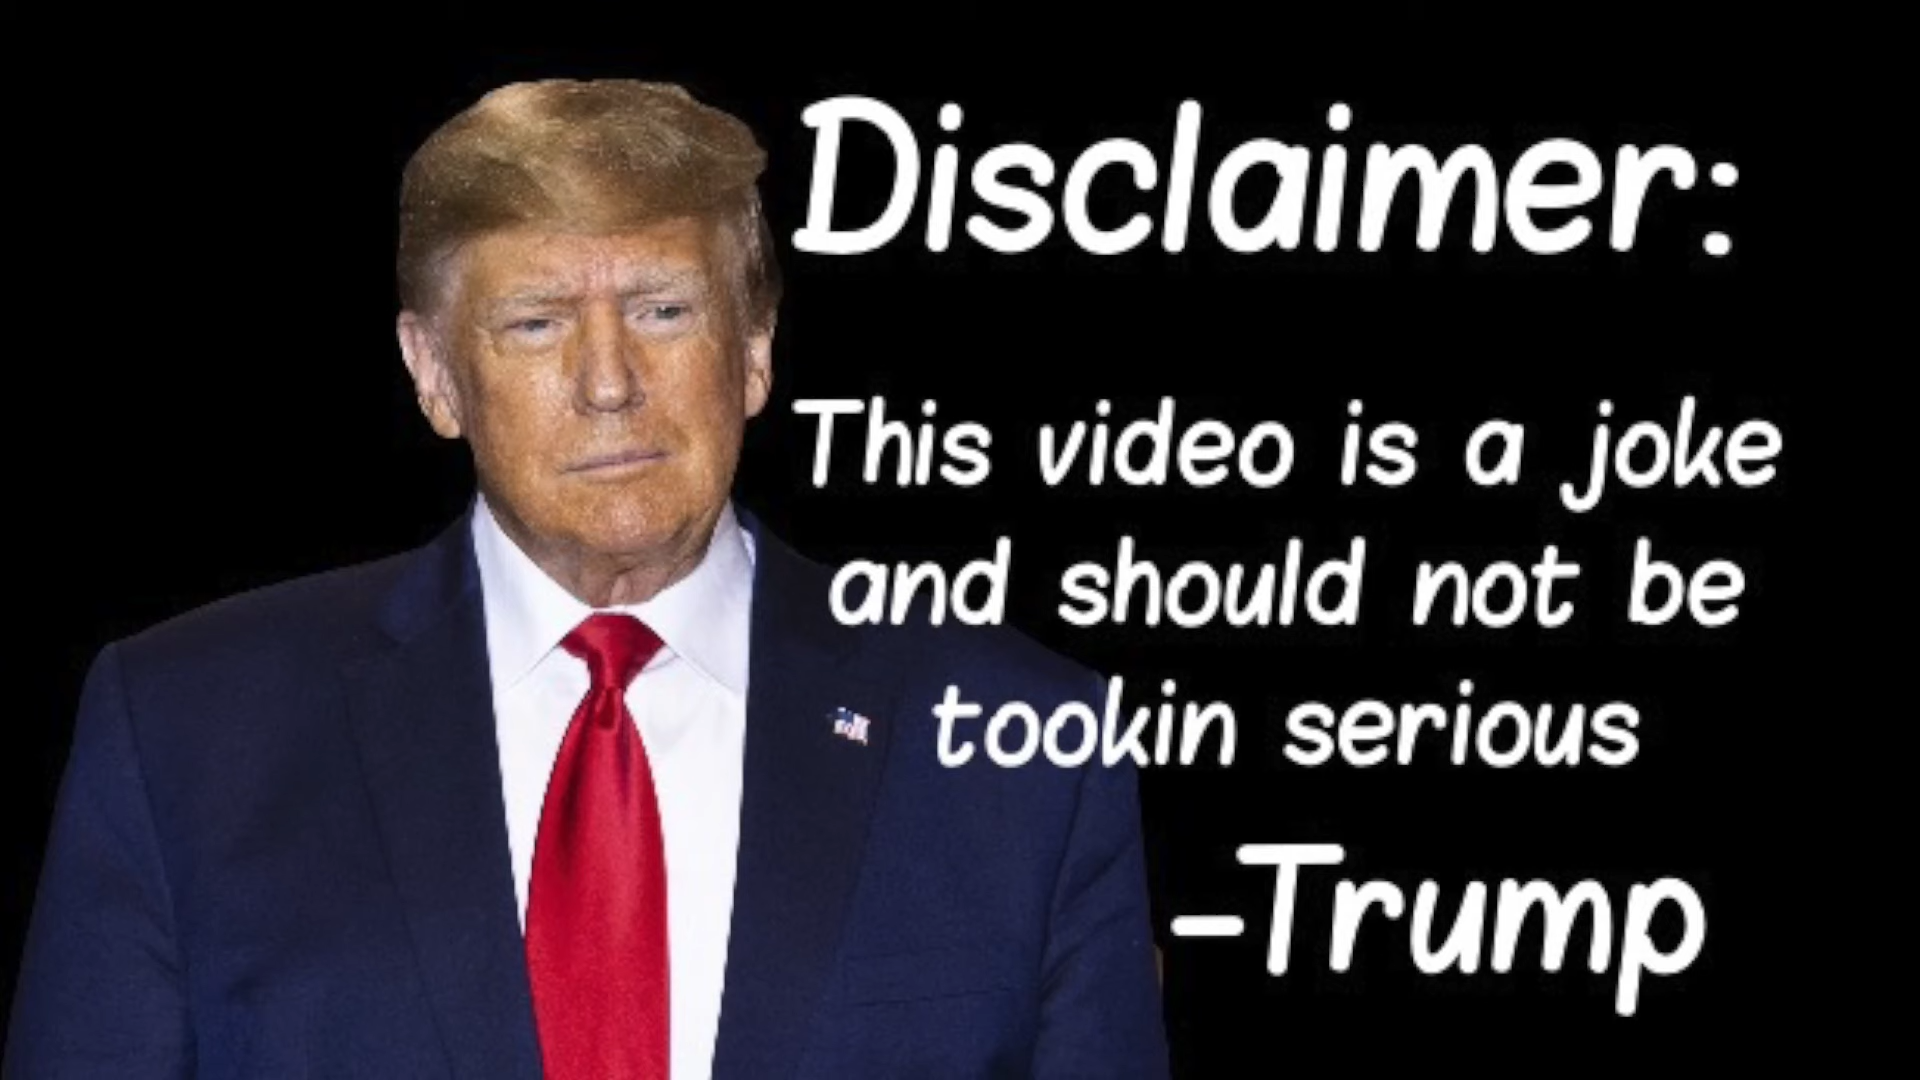 Disclaimer:
This video is a joke
and should not be
tookin serious
-Trump